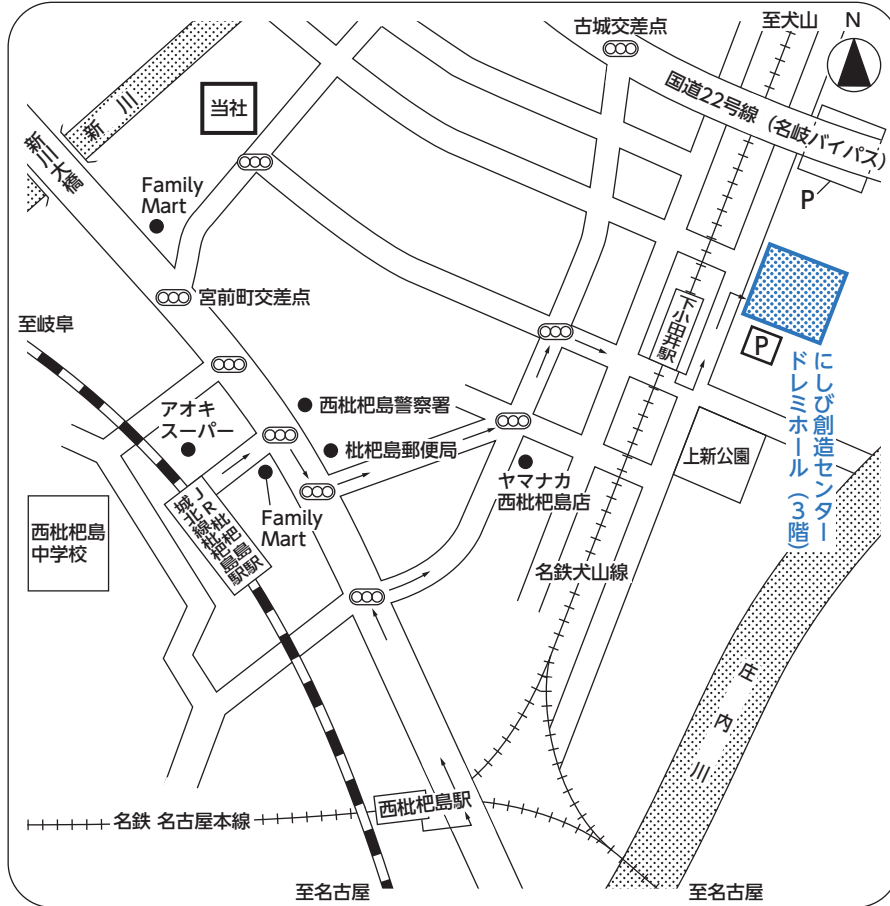 古城交差点
至犬山
N
国道22号線（名岐バイパス）
当社
新川
新川大橋
Family
Mart
P
宮前町交差点
至岐阜
下小田井駅
P
にしび創造センター
ドレミホール（3階）
アオキ
スーパー
西枇杷島警察署
枇杷島郵便局
ヤマナカ
西枇杷島店
上新公園
Family
Mart
JR枇杷島駅
城北線枇杷島駅
西枇杷島
中学校
名鉄犬山線
庄内川
西枇杷島駅
名鉄 名古屋本線
至名古屋
至名古屋